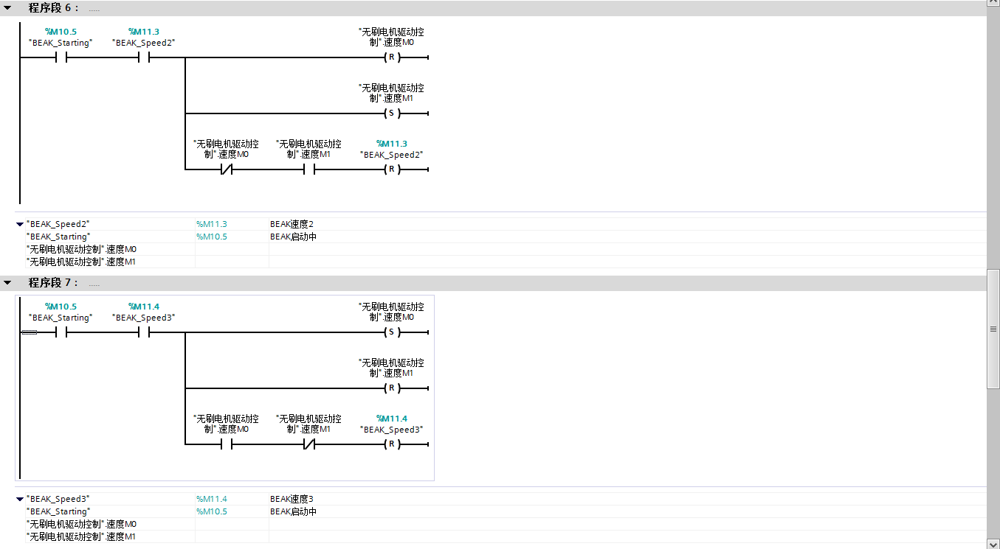 程序段 6： .....
%M10.5
"BEAK_Starting"
%M11.3
"BEAK_Speed2"
"无刷电机驱动控
制".速度M0
R
"无刷电机驱动控
制".速度M1
S
"无刷电机驱动控
制".速度M0
"无刷电机驱动控
制".速度M1
%M11.3
"BEAK_Speed2"
R
"BEAK_Speed2" %M11.3 BEAK速度2
"BEAK_Starting" %M10.5 BEAK启动中
"无刷电机驱动控制".速度M0
"无刷电机驱动控制".速度M1
程序段 7： .....
%M10.5
"BEAK_Starting"
%M11.4
"BEAK_Speed3"
"无刷电机驱动控
制".速度M0
S
"无刷电机驱动控
制".速度M1
R
"无刷电机驱动控
制".速度M0
"无刷电机驱动控
制".速度M1
%M11.4
"BEAK_Speed3"
R
"BEAK_Speed3" %M11.4 BEAK速度3
"BEAK_Starting" %M10.5 BEAK启动中
"无刷电机驱动控制".速度M0
"无刷电机驱动控制".速度M1